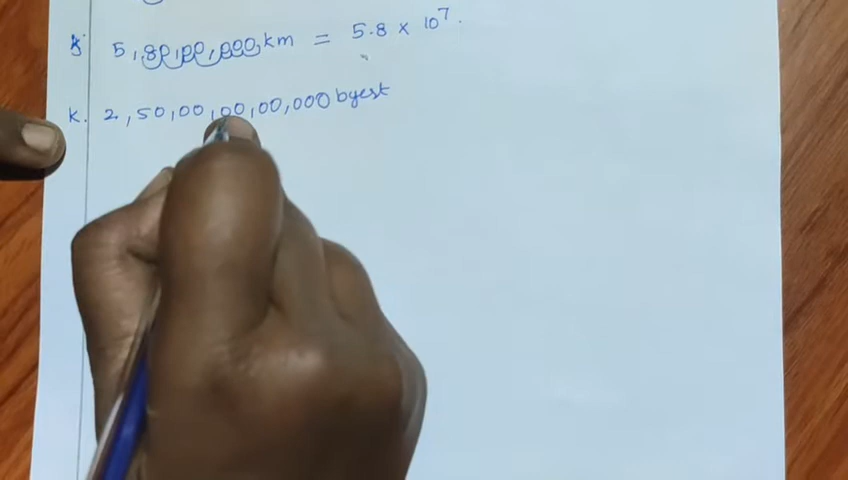 j. 5,80,00,000 km = 5.8 × 10⁷.
k. 2,50,00,00,00,000 byest